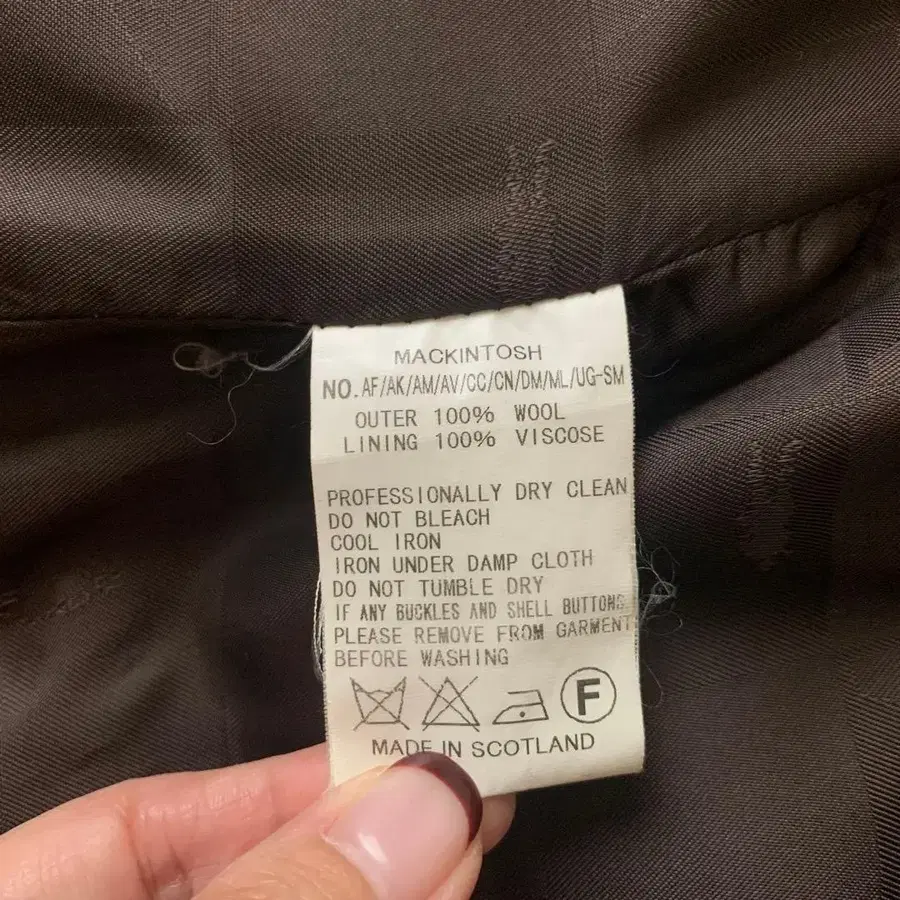 MACKINTOSH
NO. AF/AK/AM/AV/CC/CN/DM/ML/UG-SM
OUTER 100% WOOL
LINING 100% VISCOSE
PROFESSIONALLY DRY CLEAN
DO NOT BLEACH
COOL IRON
IRON UNDER DAMP CLOTH
DO NOT TUMBLE DRY
IF ANY BUCKLES AND SHELL BUTTONS
PLEASE REMOVE FROM GARMENT
BEFORE WASHING
F
MADE IN SCOTLAND